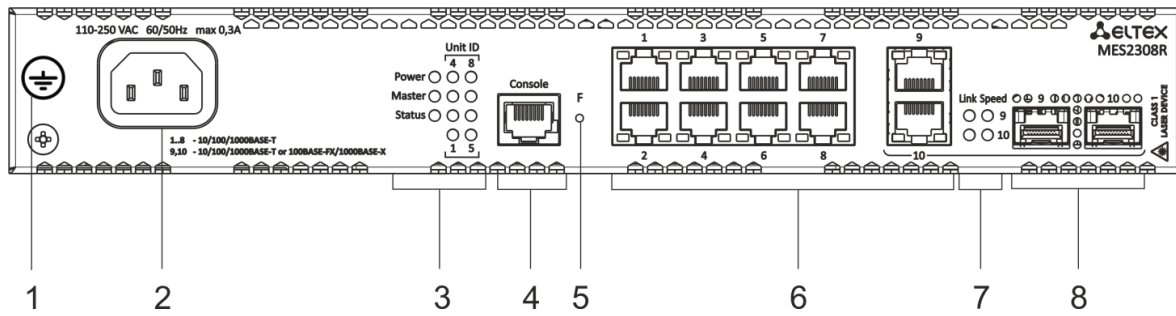 110-250 VAC 60/50Hz max 0,3A
Unit ID
4 8
Power
Master
Status
1 5
Console
F
1 3 5 7
2 4 6 8
9
10
ELTEX
MES2308R
Link Speed
9
10
9
10
CLASS 1
LASER DEVICE
1..8 - 10/100/1000BASE-T
9,10 - 10/100/1000BASE-T or 100BASE-FX/1000BASE-X
1 2 3 4 5 6 7 8